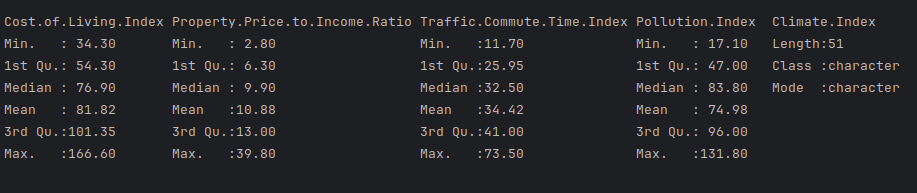 Cost.of.Living.Index Property.Price.to.Income.Ratio Traffic.Commute.Time.Index Pollution.Index  Climate.Index
Min.   : 34.30       Min.   : 2.80                  Min.   :11.70              Min.   : 17.10   Length:51
1st Qu.: 54.30       1st Qu.: 6.30                  1st Qu.:25.95              1st Qu.: 47.00   Class :character
Median : 76.90       Median : 9.90                  Median :32.50              Median : 83.80   Mode  :character
Mean   : 81.82       Mean   :10.88                  Mean   :34.42              Mean   : 74.98
3rd Qu.:101.35       3rd Qu.:13.00                  3rd Qu.:41.00              3rd Qu.: 96.00
Max.   :166.60       Max.   :39.80                  Max.   :73.50              Max.   :131.80